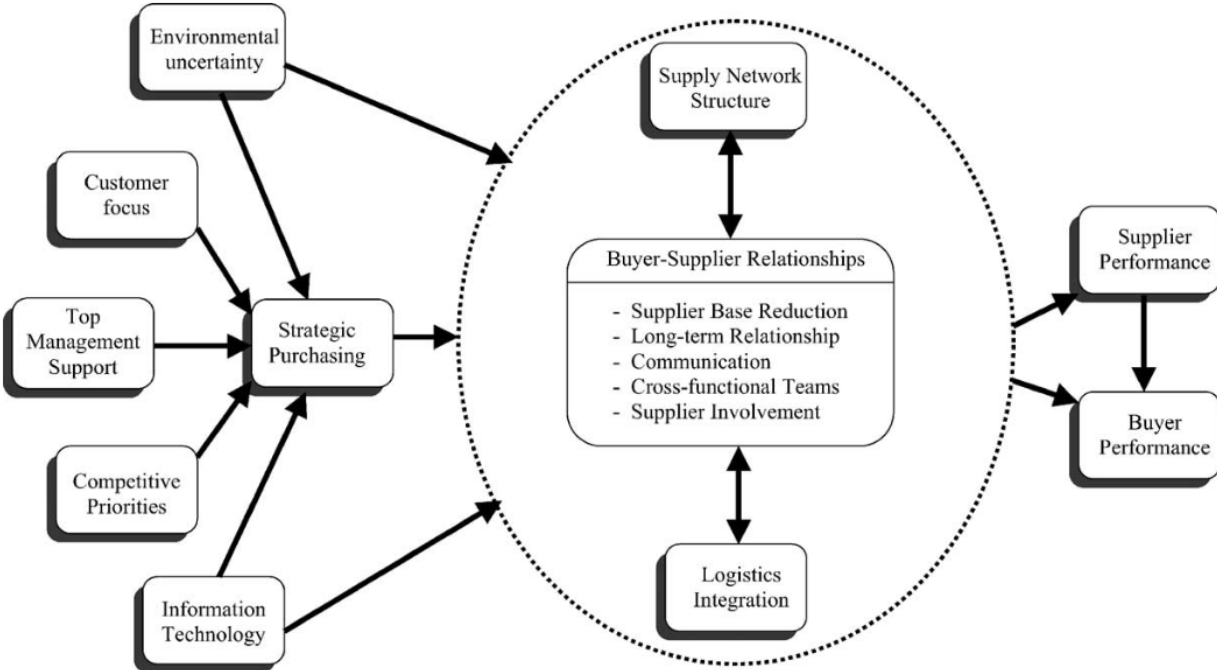 Environmental
uncertainty
Customer
focus
Top
Management
Support
Competitive
Priorities
Information
Technology
Strategic
Purchasing
Supply Network
Structure
Buyer-Supplier Relationships
- Supplier Base Reduction
- Long-term Relationship
- Communication
- Cross-functional Teams
- Supplier Involvement
Logistics
Integration
Supplier
Performance
Buyer
Performance